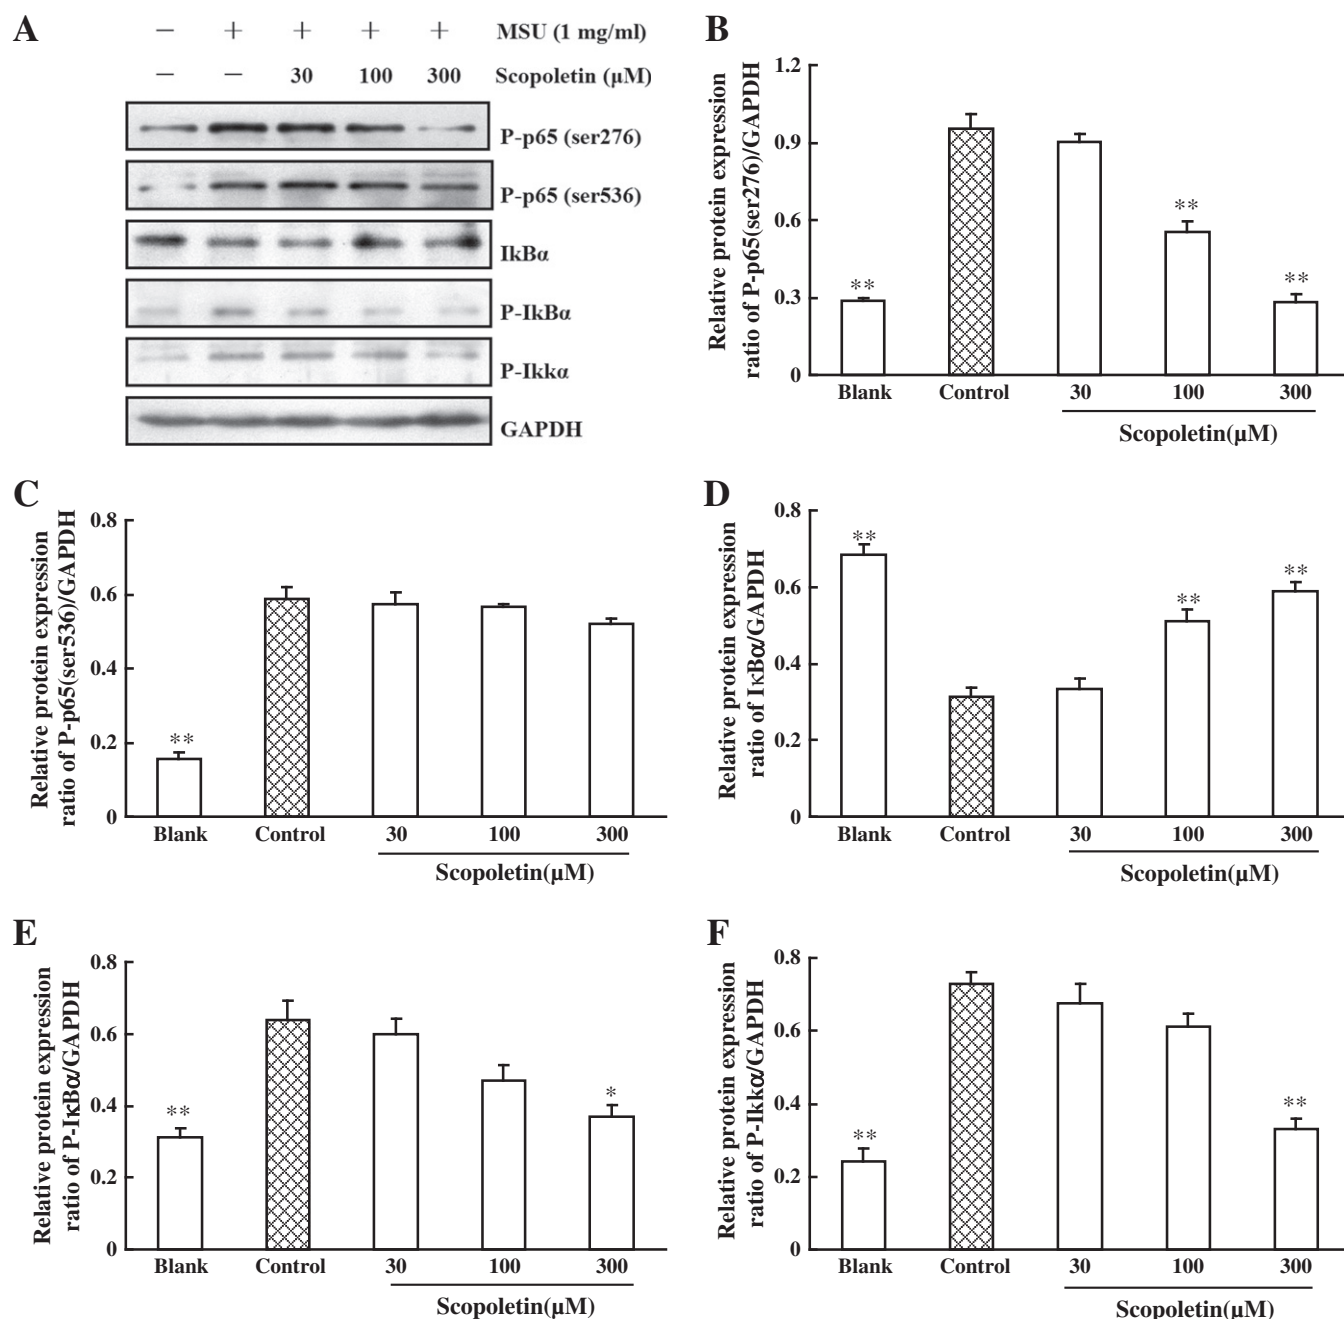 A
− + + + + MSU (1 mg/ml)
− − 30 100 300 Scopoletin (μM)
P-p65 (ser276)
P-p65 (ser536)
IkBα
P-IkBα
P-Ikkα
GAPDH
B
Relative protein expression
ratio of P-p65(ser276)/GAPDH
1.2
0.9
0.6
0.3
0
**
**
**
Blank Control 30 100 300
Scopoletin(μM)
C
Relative protein expression
ratio of P-p65(ser536)/GAPDH
0.8
0.6
0.4
0.2
0
**
Blank Control 30 100 300
Scopoletin(μM)
D
Relative protein expression
ratio of IκBα/GAPDH
0.8
0.6
0.4
0.2
0
**
**
**
Blank Control 30 100 300
Scopoletin(μM)
E
Relative protein expression
ratio of P-IκBα/GAPDH
0.8
0.6
0.4
0.2
0
**
*
Blank Control 30 100 300
Scopoletin(μM)
F
Relative protein expression
ratio of P-Ikkα/GAPDH
0.8
0.6
0.4
0.2
0
**
**
Blank Control 30 100 300
Scopoletin(μM)